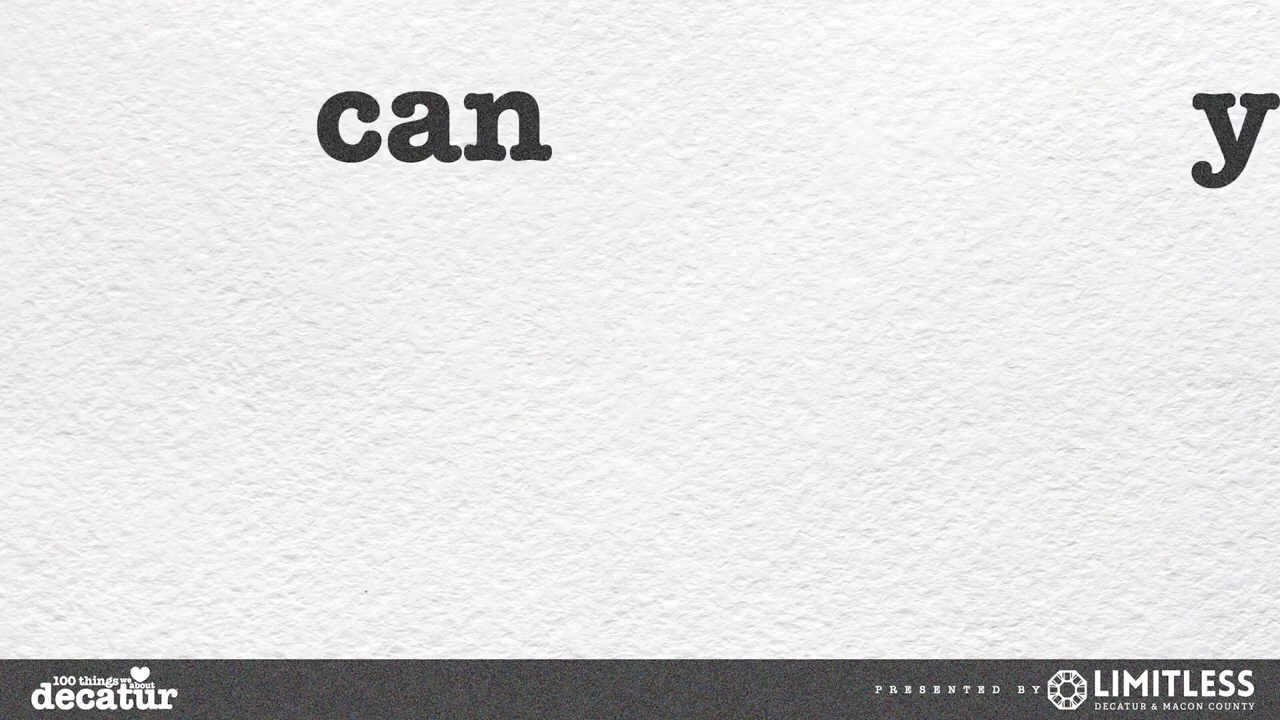 can y
100 things we about
decatur
PRESENTED BY
LIMITLESS
DECATUR & MACON COUNTY